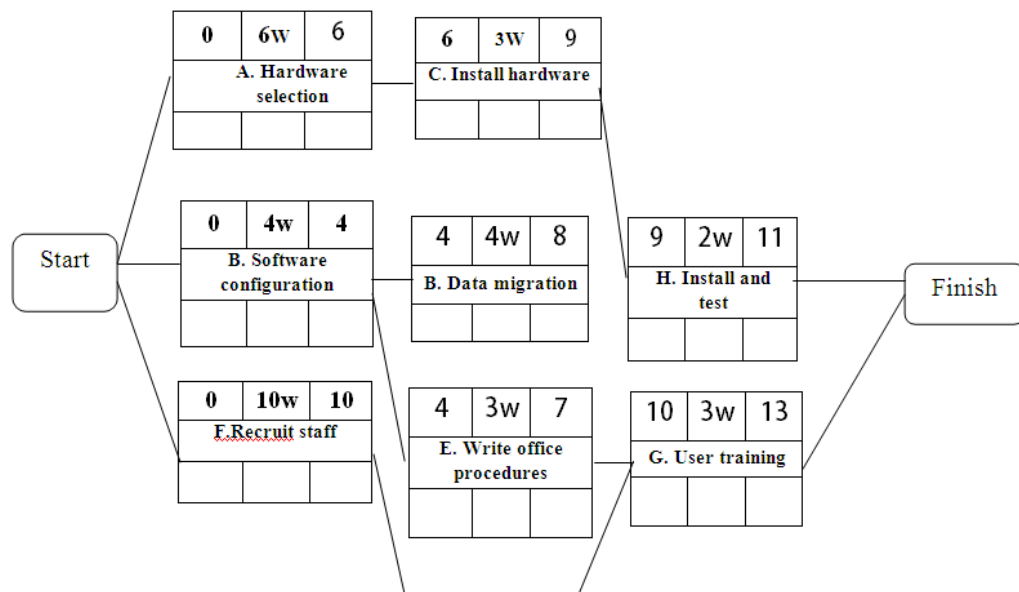 0 6W 6
A. Hardware
selection
6 3W 9
C. Install hardware
Start
0 4w 4
B. Software
configuration
4 4w 8
B. Data migration
9 2w 11
H. Install and
test
Finish
0 10w 10
F.Recruit staff
4 3w 7
E. Write office
procedures
10 3w 13
G. User training